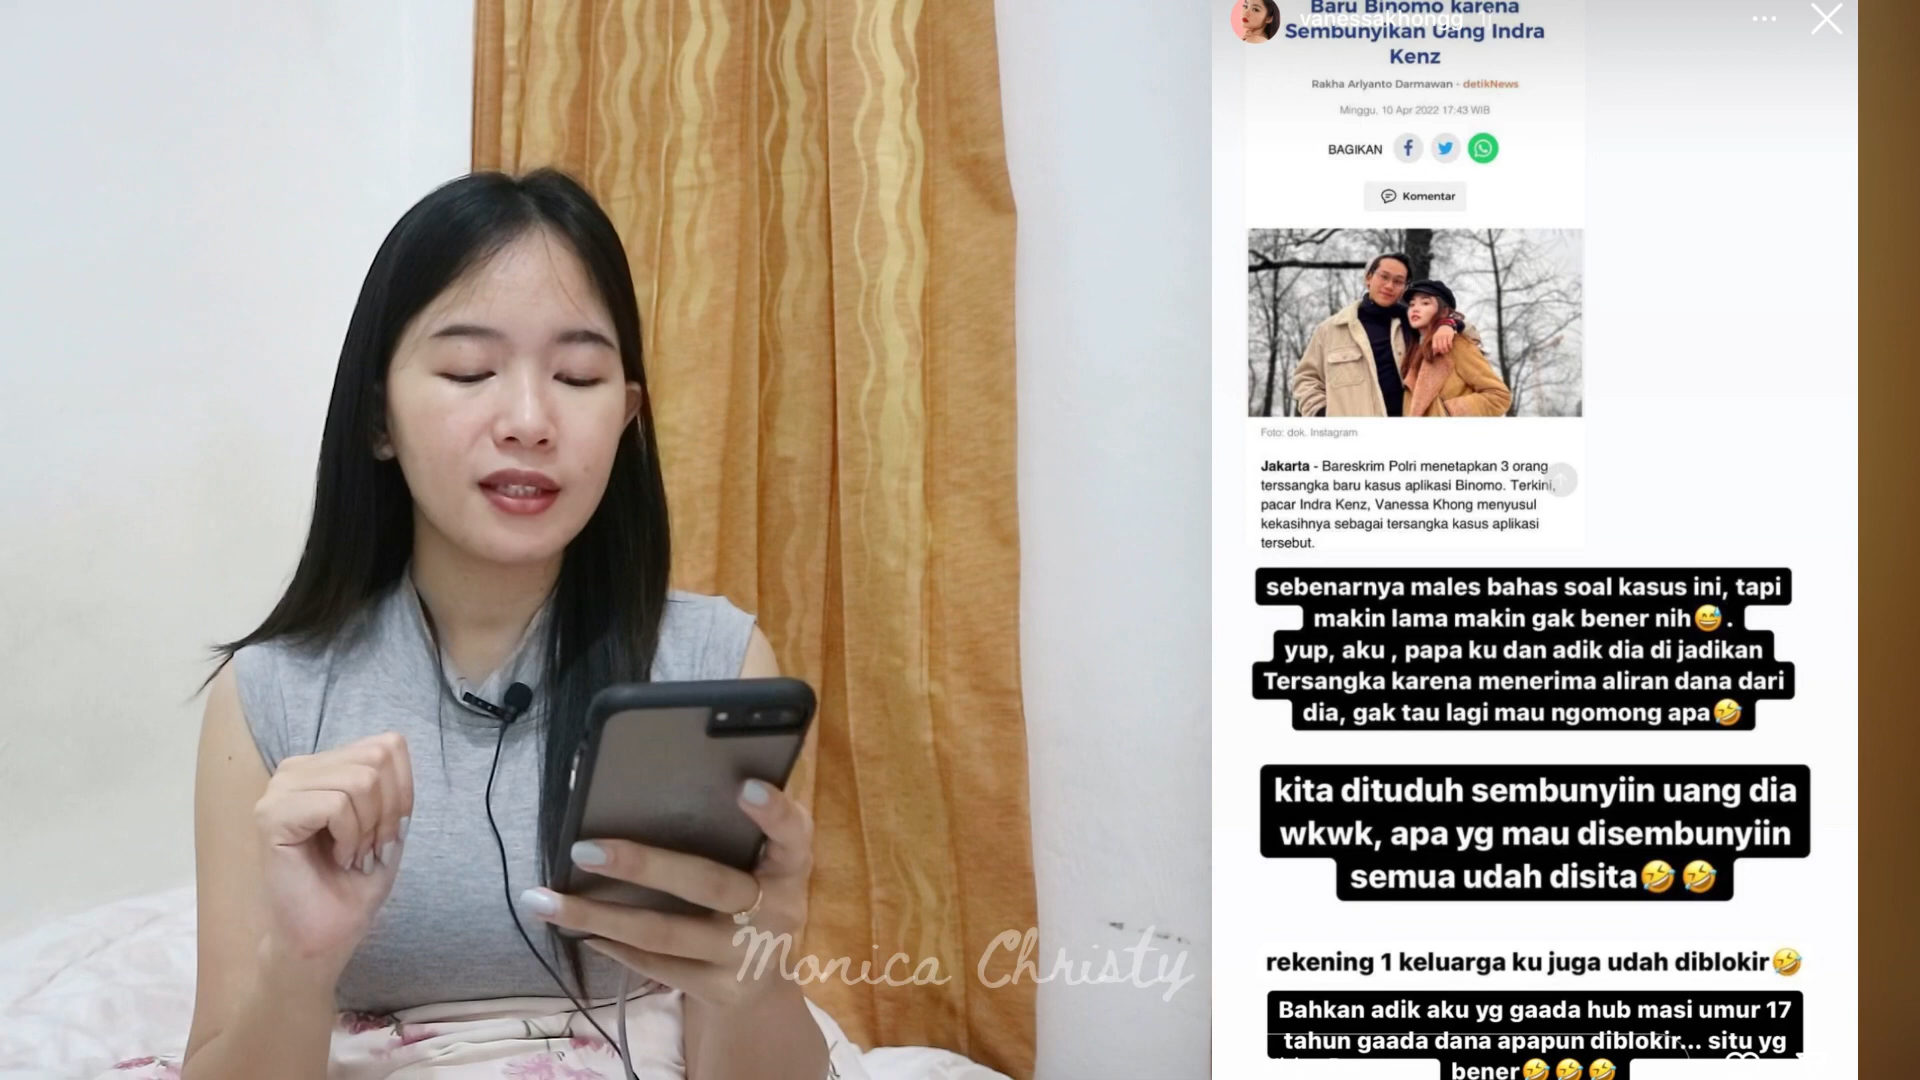 Baru Binomo karena
vanessakhongg
Sembunyikan Uang Indra
Kenz
Rakha Arlyanto Darmawan - detikNews
Minggu, 10 Apr 2022 17:43 WIB
BAGIKAN
Komentar
Foto: dok. Instagram
Jakarta - Bareskrim Polri menetapkan 3 orang
terssangka baru kasus aplikasi Binomo. Terkini,
pacar Indra Kenz, Vanessa Khong menyusul
kekasihnya sebagai tersangka kasus aplikasi
tersebut.
sebenarnya males bahas soal kasus ini, tapi
makin lama makin gak bener nih😅 .
yup, aku , papa ku dan adik dia di jadikan
Tersangka karena menerima aliran dana dari
dia, gak tau lagi mau ngomong apa🤣
kita dituduh sembunyiin uang dia
wkwk, apa yg mau disembunyiin
semua udah disita🤣🤣
rekening 1 keluarga ku juga udah diblokir🤣
Bahkan adik aku yg gaada hub masi umur 17
tahun gaada dana apapun diblokir... situ yg
bener🤣🤣🤣
Monica Christy